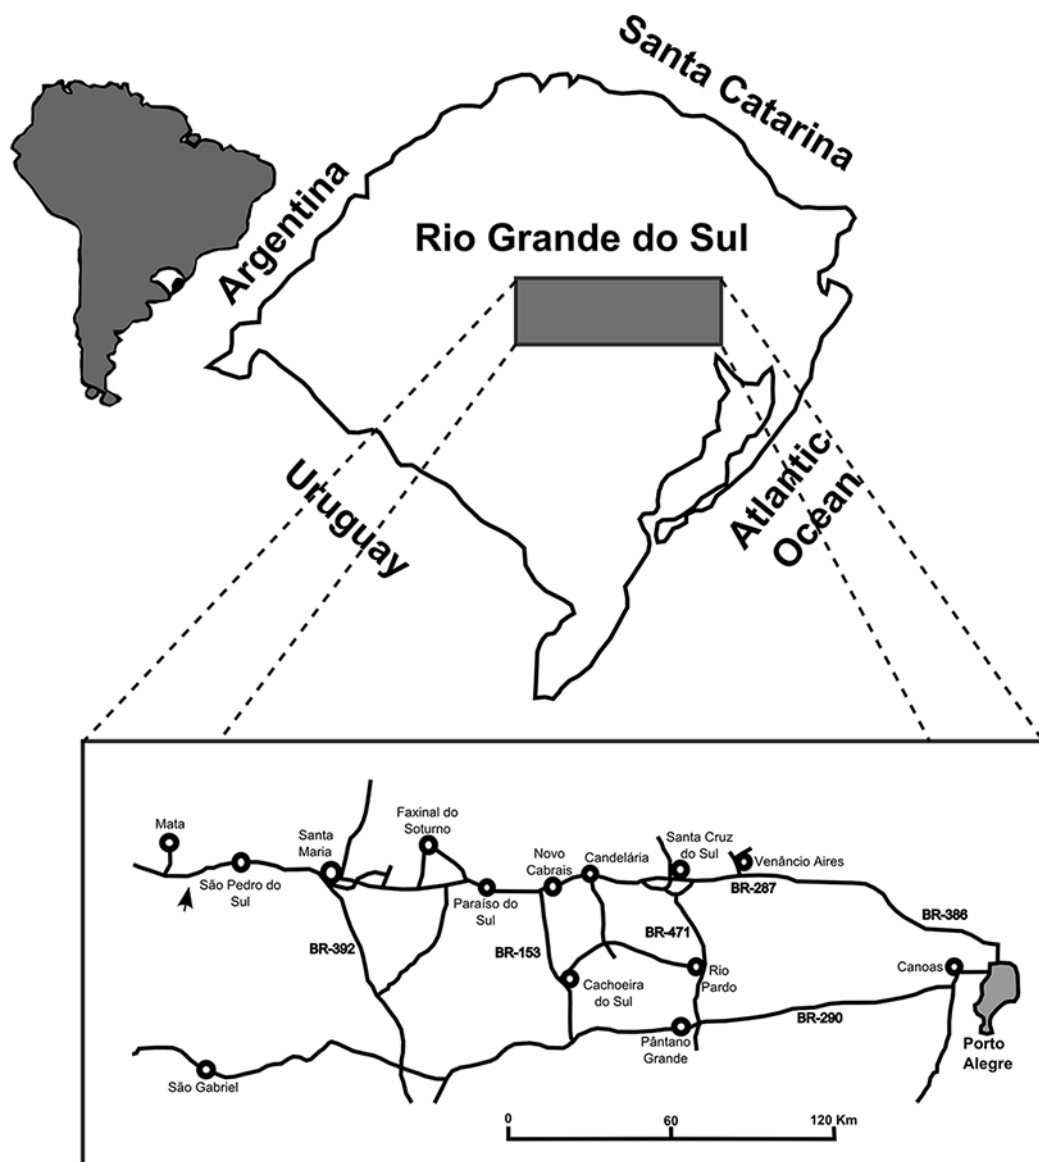 Santa Catarina
Argentina
Rio Grande do Sul
Uruguay
Atlantic
Ocean
Mata
São Pedro do
Sul
Santa
Maria
Faxinal do
Soturno
Paraíso do
Sul
Novo
Cabrais
Candelária
Santa Cruz
do Sul
Venâncio Aires
BR-287
BR-386
BR-392
BR-153
BR-471
Cachoeira
do Sul
Rio
Pardo
Canoas
BR-290
Pântano
Grande
Porto
Alegre
São Gabriel
0
60
120 Km